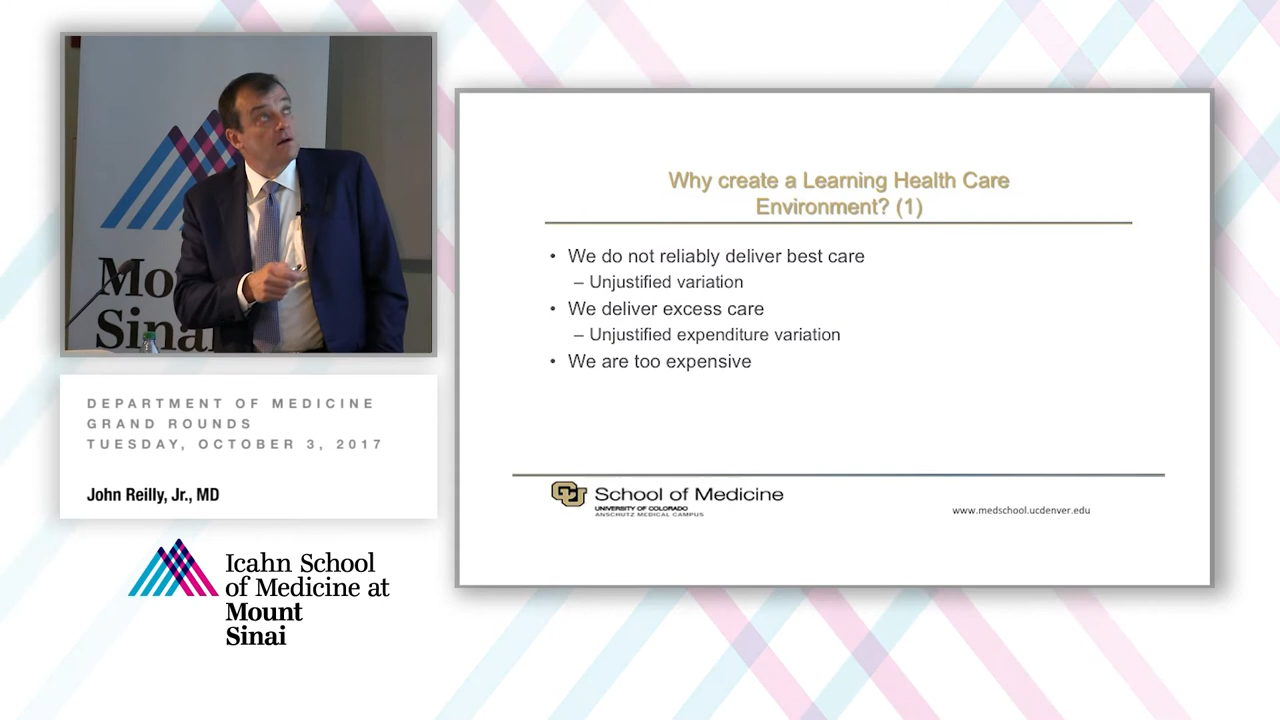 Mo
Sina
DEPARTMENT OF MEDICINE
GRAND ROUNDS
TUESDAY, OCTOBER 3, 2017
John Reilly, Jr., MD
Icahn School
of Medicine at
Mount
Sinai
Why create a Learning Health Care
Environment? (1)
• We do not reliably deliver best care
– Unjustified variation
• We deliver excess care
– Unjustified expenditure variation
• We are too expensive
CU
School of Medicine
UNIVERSITY OF COLORADO
ANSCHUTZ MEDICAL CAMPUS
www.medschool.ucdenver.edu